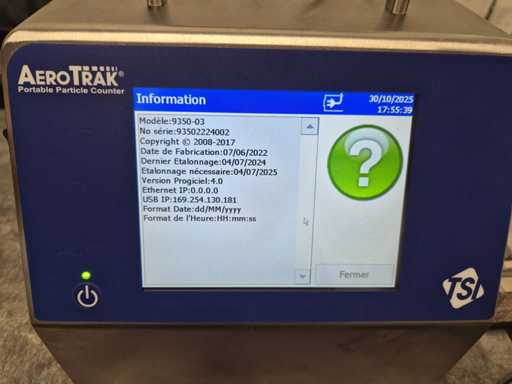 AEROTRAK®
Portable Particle Counter
Information
30/10/2025
17:55:39
Modèle:9350-03
No série:93502224002
Copyright © 2008-2017
Date de Fabrication:07/06/2022
Dernier Etalonnage:04/07/2024
Etalonnage nécessaire:04/07/2025
Version Progiciel:4.0
Ethernet IP:0.0.0.0
USB IP:169.254.130.181
Format Date:dd/MM/yyyy
Format de l'Heure:HH:mm:ss
?
Fermer
TSI